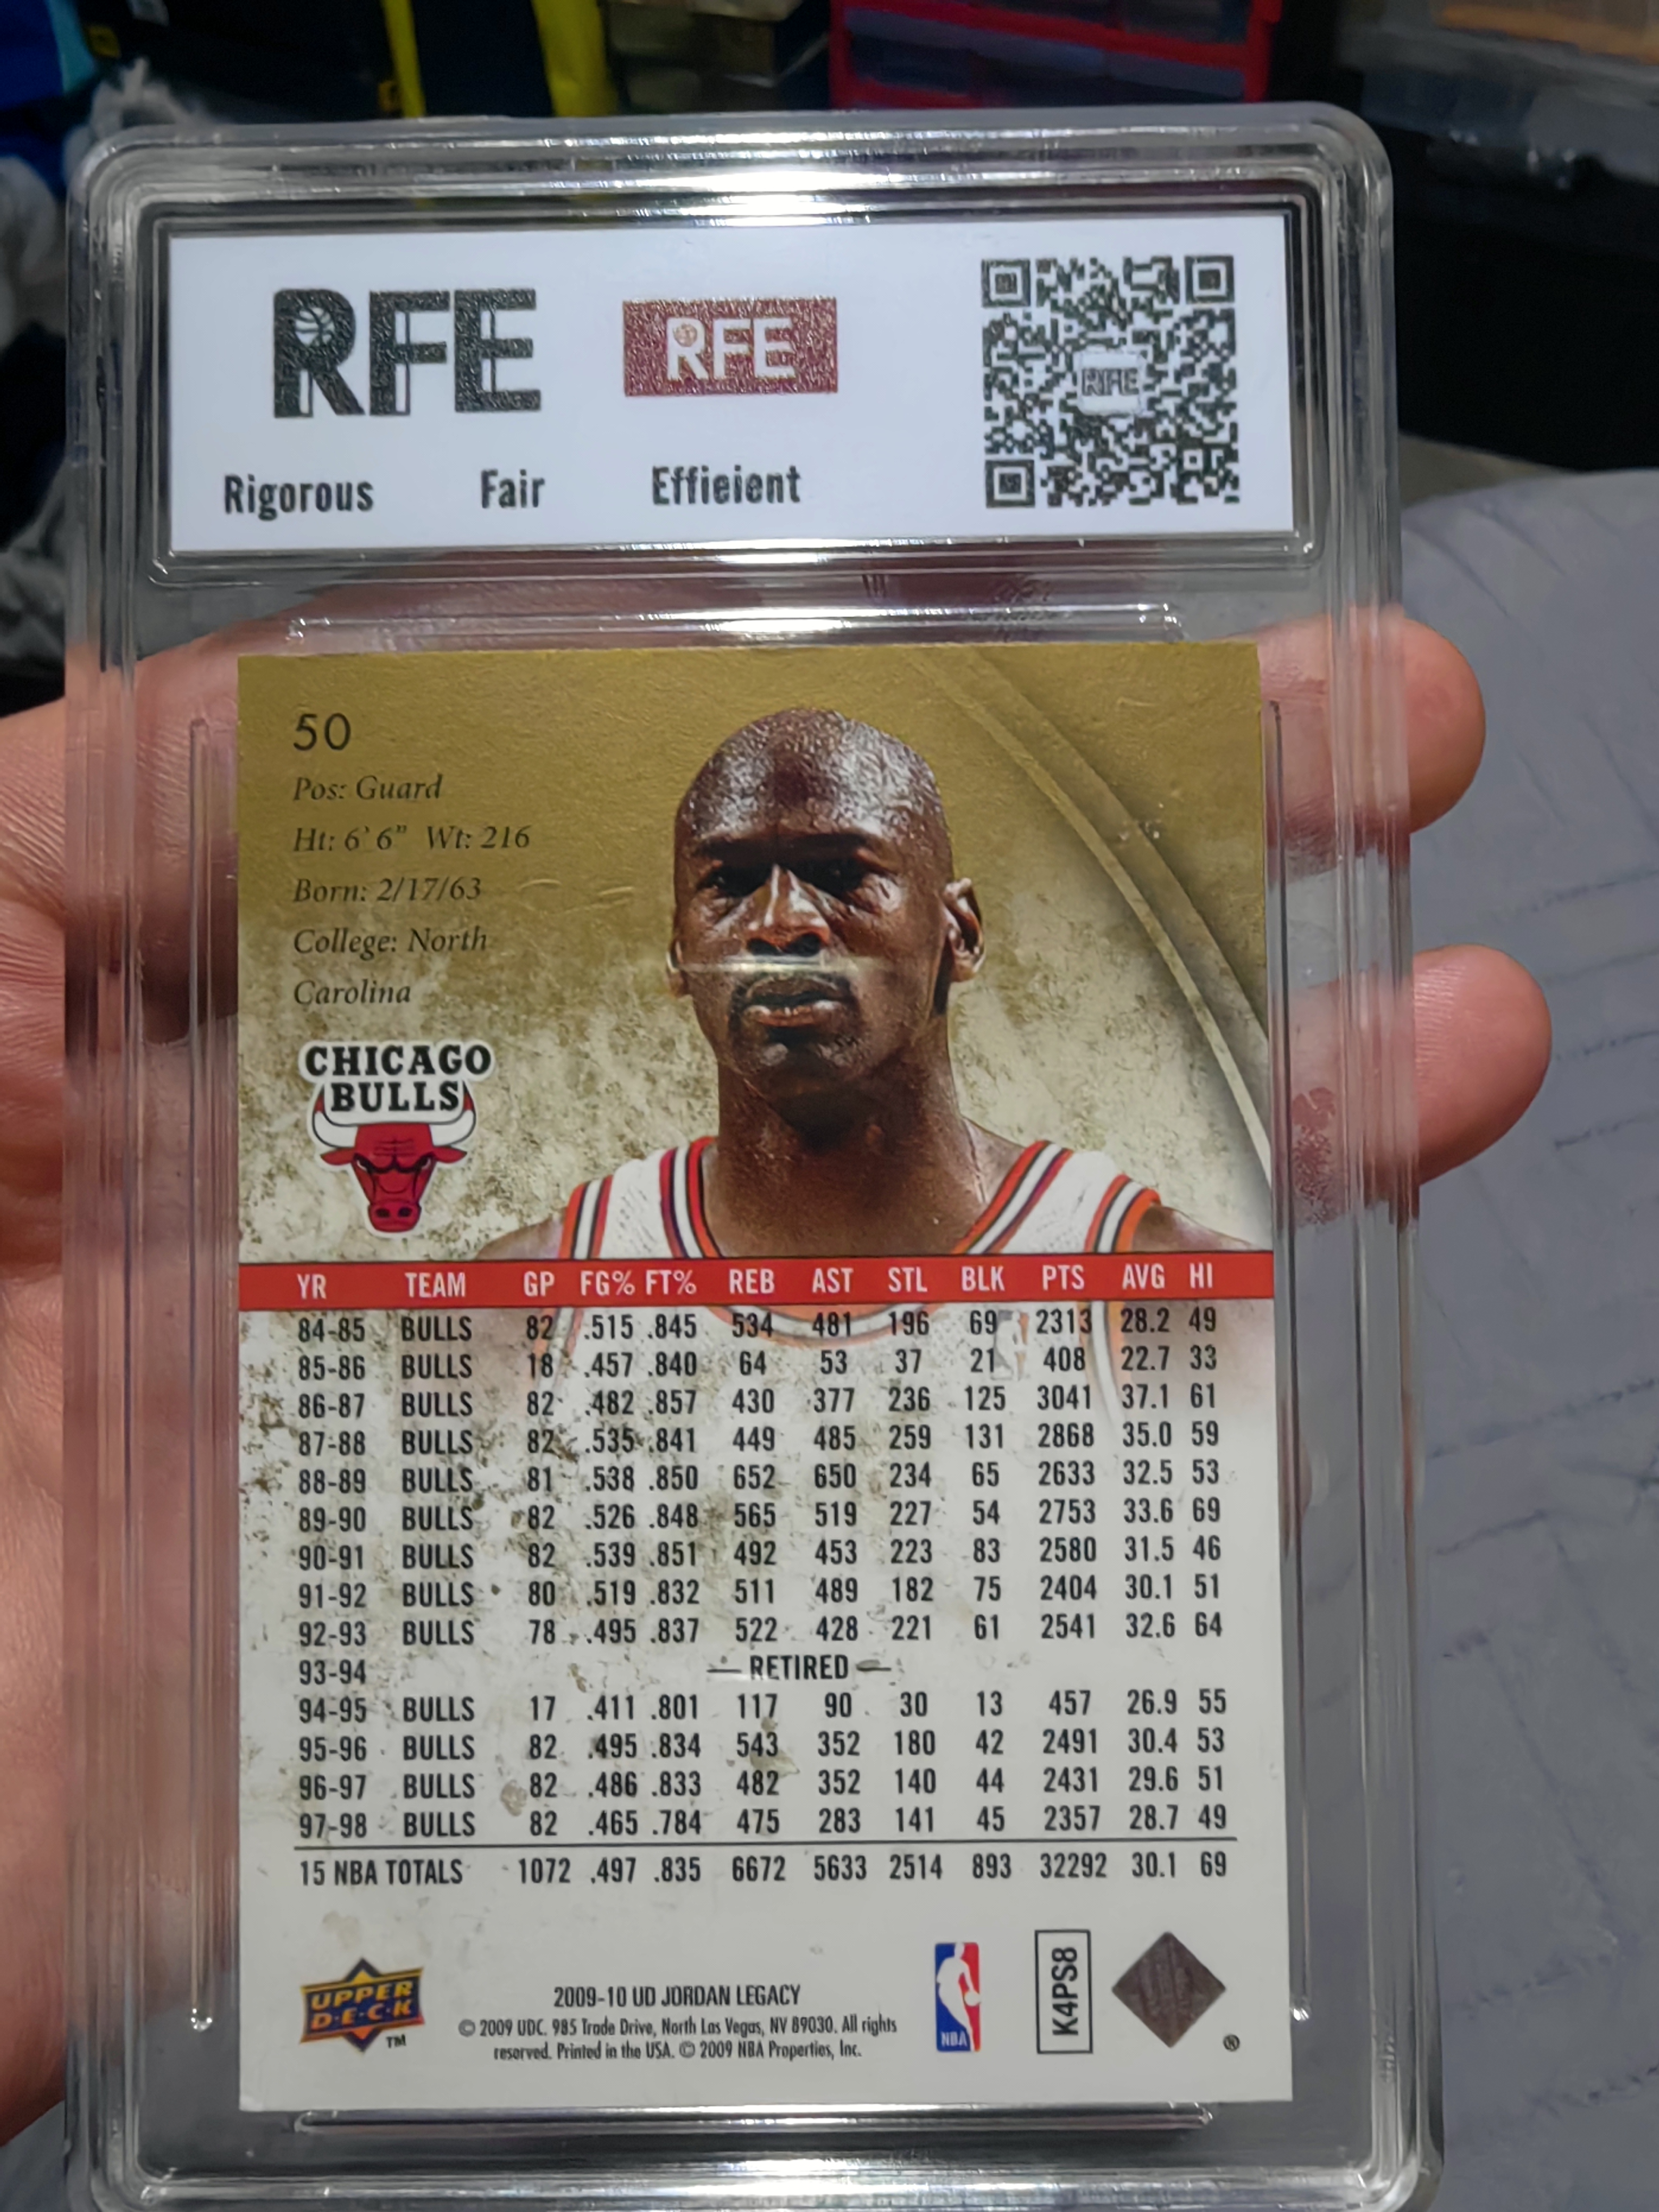 RFE RFE
RFE
Rigorous Fair Effieient
50
Pos: Guard
Ht: 6' 6" Wt: 216
Born: 2/17/63
College: North
Carolina
CHICAGO
BULLS
YR TEAM GP FG% FT% REB AST STL BLK PTS AVG HI
84-85 BULLS 82 .515 .845 534 481 196 69 2313 28.2 49
85-86 BULLS 18 .457 .840 64 53 37 21 408 22.7 33
86-87 BULLS 82 .482 .857 430 377 236 125 3041 37.1 61
87-88 BULLS 82 .535 .841 449 485 259 131 2868 35.0 59
88-89 BULLS 81 .538 .850 652 650 234 65 2633 32.5 53
89-90 BULLS 82 .526 .848 565 519 227 54 2753 33.6 69
90-91 BULLS 82 .539 .851 492 453 223 83 2580 31.5 46
91-92 BULLS 80 .519 .832 511 489 182 75 2404 30.1 51
92-93 BULLS 78 .495 .837 522 428 221 61 2541 32.6 64
93-94 — RETIRED —
94-95 BULLS 17 .411 .801 117 90 30 13 457 26.9 55
95-96 BULLS 82 .495 .834 543 352 180 42 2491 30.4 53
96-97 BULLS 82 .486 .833 482 352 140 44 2431 29.6 51
97-98 BULLS 82 .465 .784 475 283 141 45 2357 28.7 49
15 NBA TOTALS 1072 .497 .835 6672 5633 2514 893 32292 30.1 69
UPPER
D·E·C·K
TM
2009-10 UD JORDAN LEGACY
© 2009 UDC. 985 Trade Drive, North Las Vegas, NV 89030. All rights
reserved. Printed in the USA. © 2009 NBA Properties, Inc.
NBA
K4PS8
®